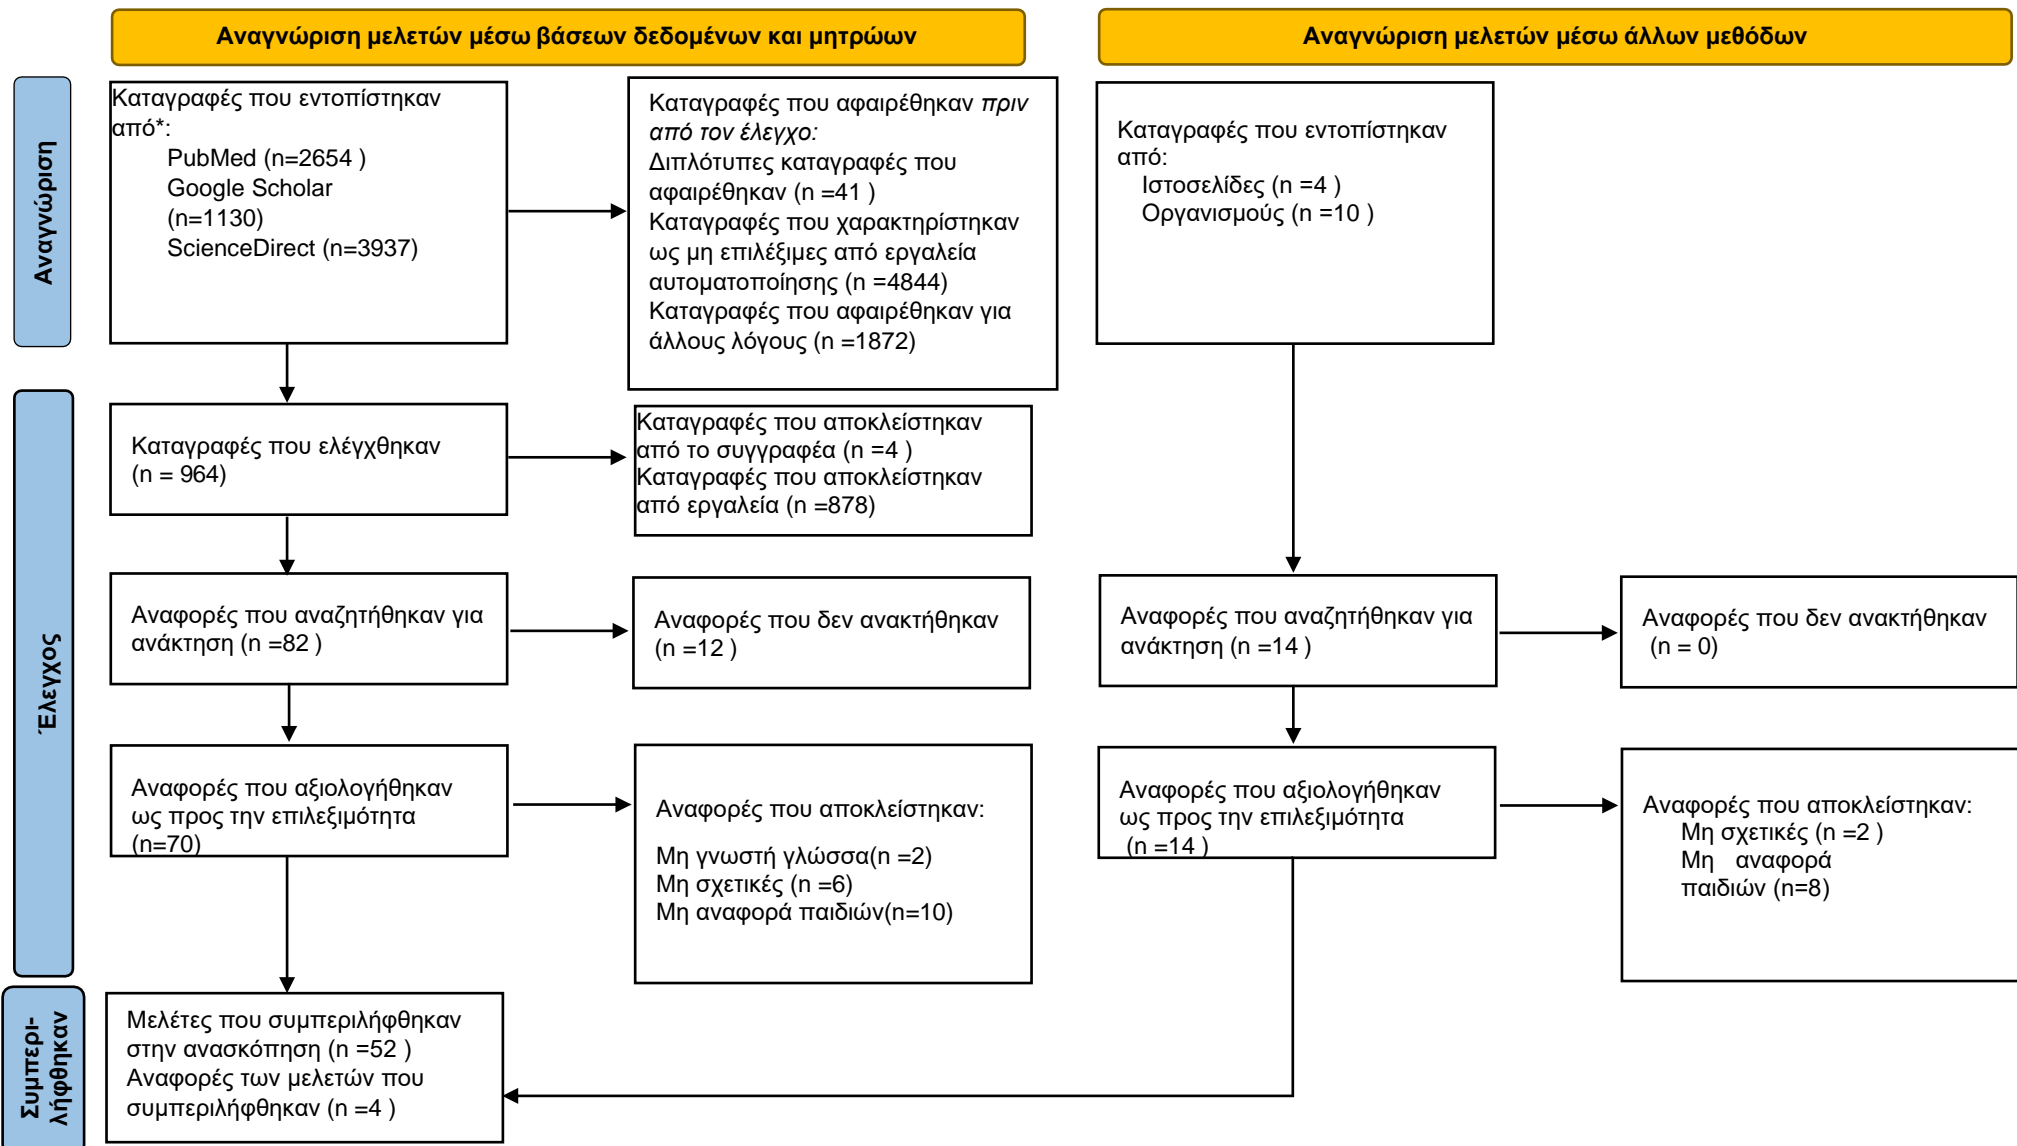 Αναγνώριση μελετών μέσω βάσεων δεδομένων και μητρώων
Αναγνώριση μελετών μέσω άλλων μεθόδων
Αναγνώριση
Καταγραφές που εντοπίστηκαν
από*:
PubMed (n=2654 )
Google Scholar
(n=1130)
ScienceDirect (n=3937)
Καταγραφές που αφαιρέθηκαν πριν
από τον έλεγχο:
Διπλότυπες καταγραφές που
αφαιρέθηκαν (n =41 )
Καταγραφές που χαρακτηρίστηκαν
ως μη επιλέξιμες από εργαλεία
αυτοματοποίησης (n =4844)
Καταγραφές που αφαιρέθηκαν για
άλλους λόγους (n =1872)
Καταγραφές που εντοπίστηκαν
από:
Ιστοσελίδες (n =4 )
Οργανισμούς (n =10 )
Έλεγχος
Καταγραφές που ελέγχθηκαν
(n = 964)
Καταγραφές που αποκλείστηκαν
από το συγγραφέα (n =4 )
Καταγραφές που αποκλείστηκαν
από εργαλεία (n =878)
Αναφορές που αναζητήθηκαν για
ανάκτηση (n =82 )
Αναφορές που δεν ανακτήθηκαν
(n =12 )
Αναφορές που αναζητήθηκαν για
ανάκτηση (n =14 )
Αναφορές που δεν ανακτήθηκαν
(n = 0)
Αναφορές που αξιολογήθηκαν
ως προς την επιλεξιμότητα
(n=70)
Αναφορές που αποκλείστηκαν:
Μη γνωστή γλώσσα(n =2)
Μη σχετικές (n =6)
Μη αναφορά παιδιών(n=10)
Αναφορές που αξιολογήθηκαν
ως προς την επιλεξιμότητα
(n =14 )
Αναφορές που αποκλείστηκαν:
Μη σχετικές (n =2 )
Μη αναφορά
παιδιών (n=8)
Συμπερι-
λήφθηκαν
Μελέτες που συμπεριλήφθηκαν
στην ανασκόπηση (n =52 )
Αναφορές των μελετών που
συμπεριλήφθηκαν (n =4 )